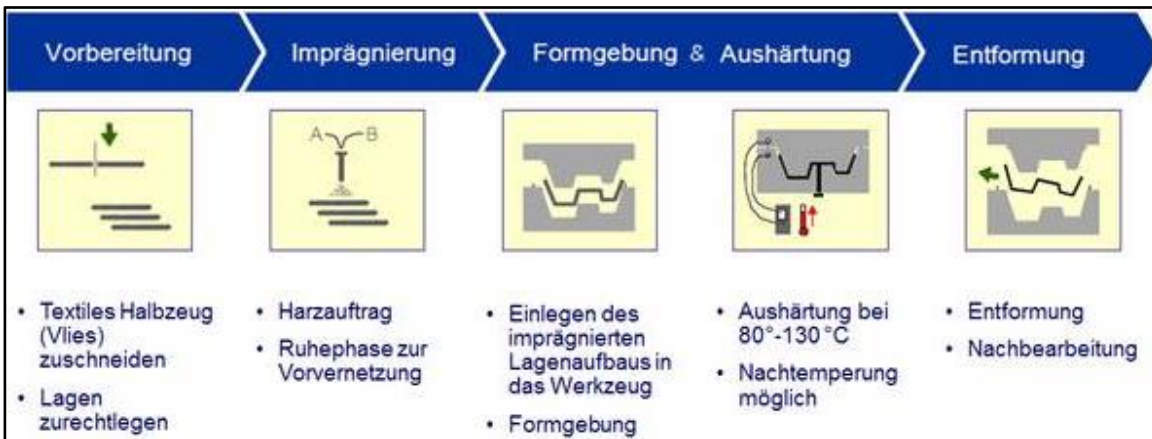 Vorbereitung
Imprägnierung
Formgebung & Aushärtung
Entformung
A B
• Textiles Halbzeug
(Vlies)
zuschneiden
• Lagen
zurechtlegen
• Harzauftrag
• Ruhephase zur
Vorvernetzung
• Einlegen des
imprägnierten
Lagenaufbaus in
das Werkzeug
• Formgebung
• Aushärtung bei
80°-130 °C
• Nachtemperung
möglich
• Entformung
• Nachbearbeitung